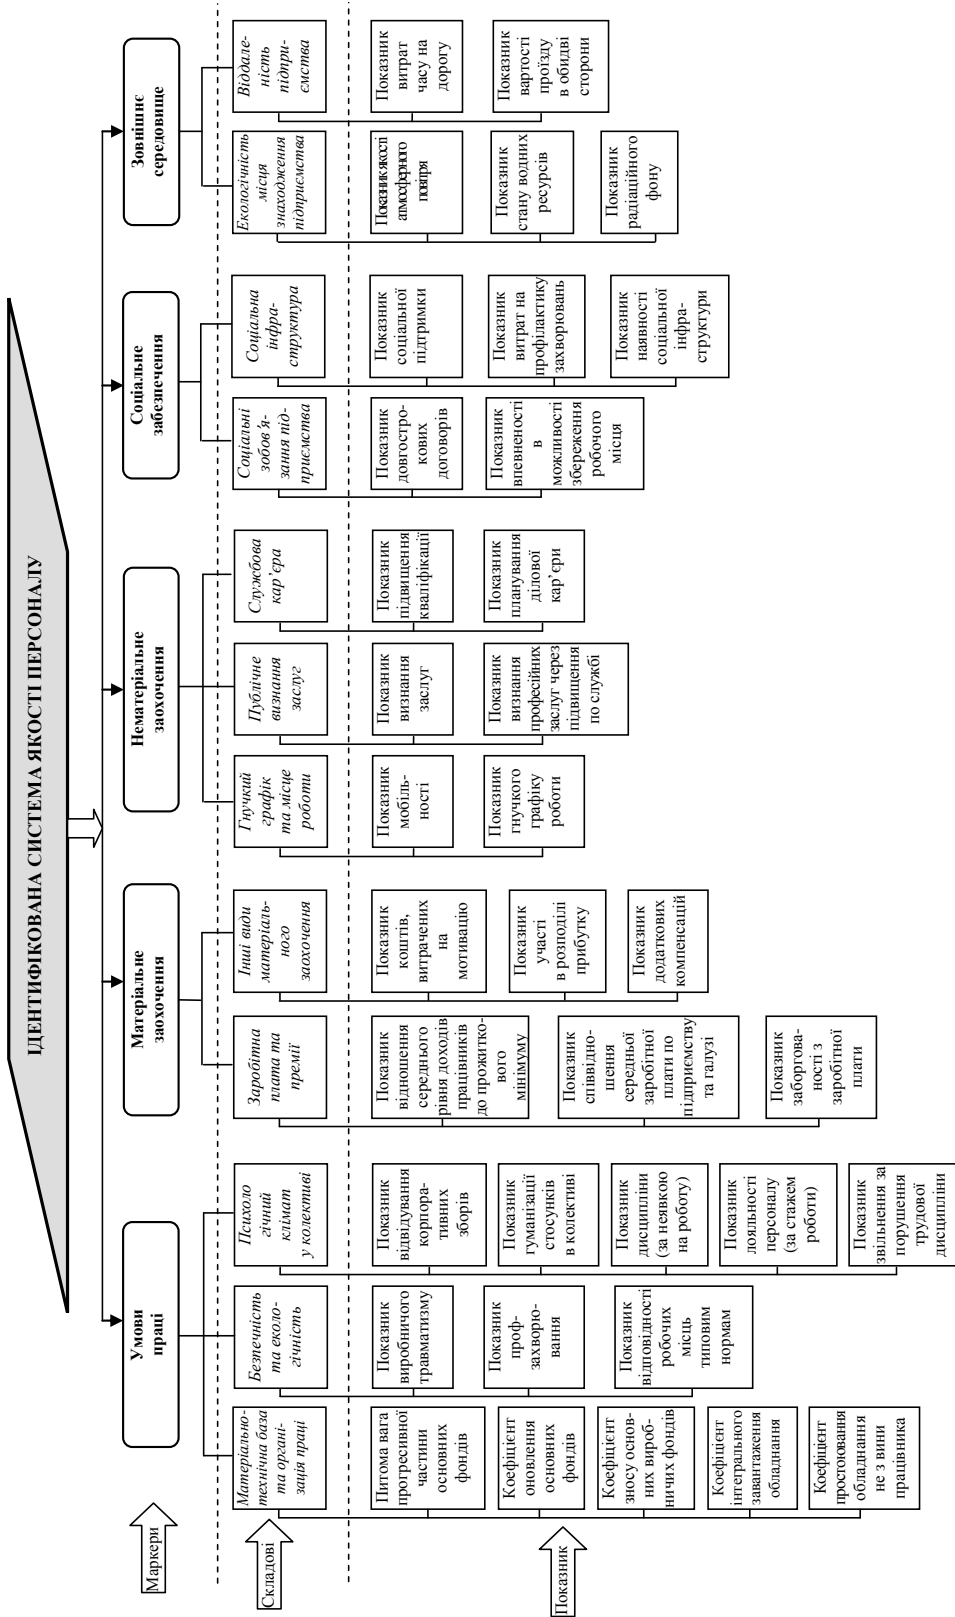 ІДЕНТИФІКОВАНА СИСТЕМА ЯКОСТІ ПЕРСОНАЛУ
Маркери
Умови
праці
Матеріальне
заохочення
Нематеріальне
заохочення
Соціальне
забезпечення
Зовнішнє
середовище
Складові
Матеріально-
технічна база
та органі-
зація праці
Безпечність
та еколо-
гічність
Психоло
гічний
клімат
у колективі
Заробітна
плата та
премії
Інші види
матеріаль-
ного
заохочення
Гнучкий
графік
та місце
роботи
Публічне
визнання
заслуг
Службова
кар’єра
Соціальні
зобов’я-
зання під-
приємства
Соціальна
інфра-
структура
Екологічність
місця
знаходження
підприємства
Віддале-
ність
підпри-
ємства
Показник
Питома вага
прогресивної
частини
основних
фондів
Коефіцієнт
оновлення
основних
фондів
Коефіцієнт
зносу основ-
них вироб-
ничих фондів
Коефіцієнт
інтегрального
завантаження
обладнання
Коефіцієнт
простоювання
обладнання
не з вини
працівника
Показник
виробничого
травматизму
Показник
проф-
захворю-
вання
Показник
відповідності
робочих
місць
типовим
нормам
Показник
відвідування
корпора-
тивних
зборів
Показник
гуманізації
стосунків
в колективі
Показник
дисципліни
(за неявкою
на роботу)
Показник
лояльності
персоналу
(за стажем
роботи)
Показник
звільнення за
порушення
трудової
дисципліни
Показник
відношення
середнього
рівня доходів
працівників
до прожитко-
вого
мінімуму
Показник
співвідно-
шення
середньої
заробітної
плати по
підприємству
та галузі
Показник
заборгова-
ності з
заробітної
плати
Показник
коштів,
витрачених
на
мотивацію
Показник
участі
в розподілі
прибутку
Показник
додаткових
компенсацій
Показник
мобіль-
ності
Показник
гнучкого
графіку
роботи
Показник
визнання
заслуг
Показник
визнання
професійних
заслуг через
підвищення
по службі
Показник
підвищення
кваліфікації
Показник
планування
ділової
кар’єри
Показник
довгостро-
кових
договорів
Показник
впевненості
в
можливості
збереження
робочого
місця
Показник
соціальної
підтримки
Показник
витрат на
профілактику
захворювань
Показник
наявності
соціальної
інфра-
структури
Показник якості
атмосферного
повітря
Показник
стану водних
ресурсів
Показник
радіаційного
фону
Показник
витрат
часу на
дорогу
Показник
вартості
проїзду
в обидві
сторони